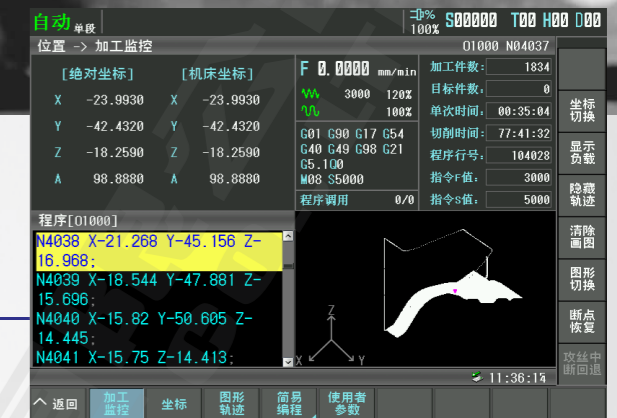 自动 单段 0% 100% S00000 T00 H00 D00
位置 -> 加工监控 O1000 N04037
[绝对坐标] [机床坐标]
X -23.9930 X -23.9930
Y -42.4320 Y -42.4320
Z -18.2590 Z -18.2590
A 98.8880 A 98.8880
F 0.0000 mm/min
3000 120%
100%
G01 G90 G17 G54
G40 G49 G98 G21
G5.1Q0
M08 S5000
程序调用 0/0
加工件数: 1834
目标件数: 0
单次时间: 00:35:04
切削时间: 77:41:32
程序行号: 104028
指令F值: 3000
指令S值: 5000
坐标
切换
显示
负载
隐藏
轨迹
清除
画图
图形
切换
断点
恢复
攻丝中
断回退
程序[O1000]
N4038 X-21.268 Y-45.156 Z-
16.968;
N4039 X-18.544 Y-47.881 Z-
15.696;
N4040 X-15.82 Y-50.605 Z-
14.445;
N4041 X-15.75 Z-14.413;
Z
X Y
返回
加工
监控
坐标
图形
轨迹
简易
编程
使用者
参数